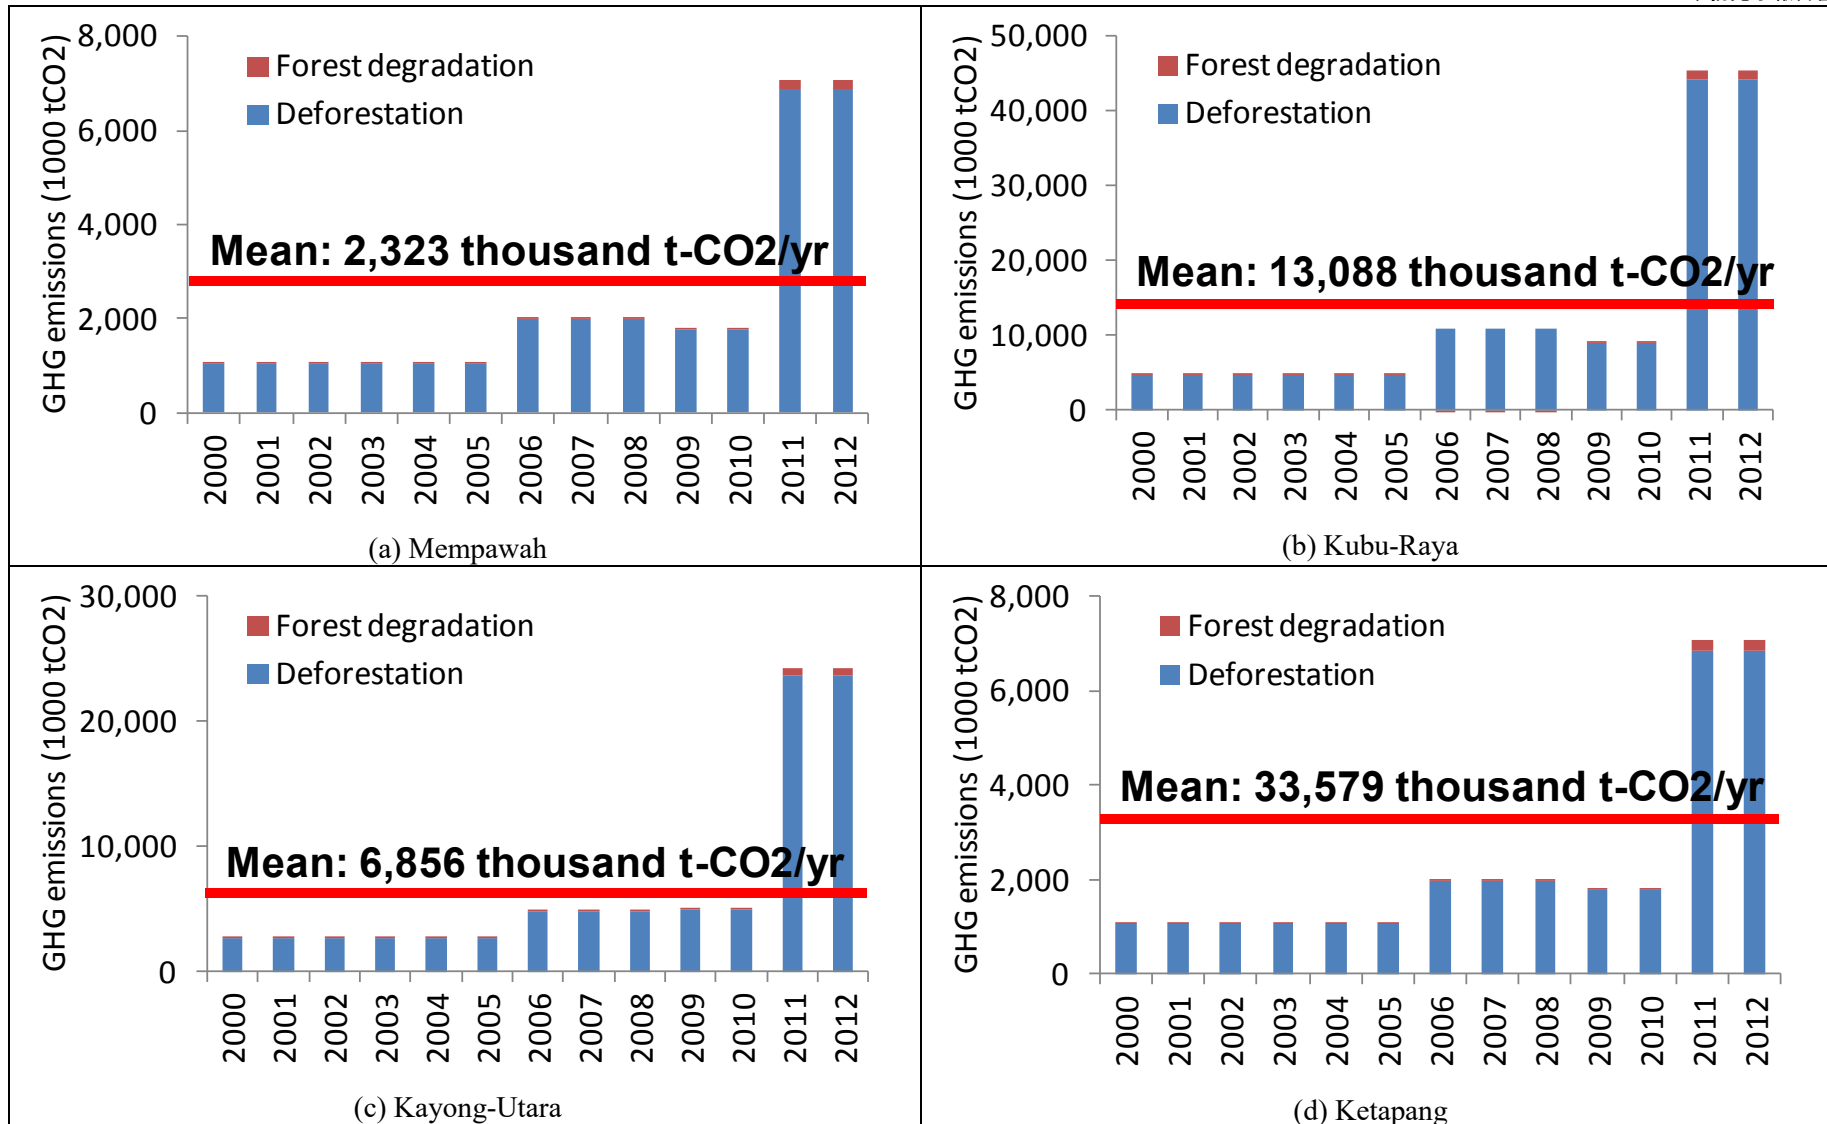 8,000
6,000
4,000
2,000
0
GHG emissions (1000 tCO2)
Forest degradation
Deforestation
Mean: 2,323 thousand t-CO2/yr
2000 2001 2002 2003 2004 2005 2006 2007 2008 2009 2010 2011 2012
(a) Mempawah
50,000
40,000
30,000
20,000
10,000
0
GHG emissions (1000 tCO2)
Forest degradation
Deforestation
Mean: 13,088 thousand t-CO2/yr
2000 2001 2002 2003 2004 2005 2006 2007 2008 2009 2010 2011 2012
(b) Kubu-Raya
30,000
20,000
10,000
0
GHG emissions (1000 tCO2)
Forest degradation
Deforestation
Mean: 6,856 thousand t-CO2/yr
2000 2001 2002 2003 2004 2005 2006 2007 2008 2009 2010 2011 2012
(c) Kayong-Utara
8,000
6,000
4,000
2,000
0
GHG emissions (1000 tCO2)
Forest degradation
Deforestation
Mean: 33,579 thousand t-CO2/yr
2000 2001 2002 2003 2004 2005 2006 2007 2008 2009 2010 2011 2012
(d) Ketapang